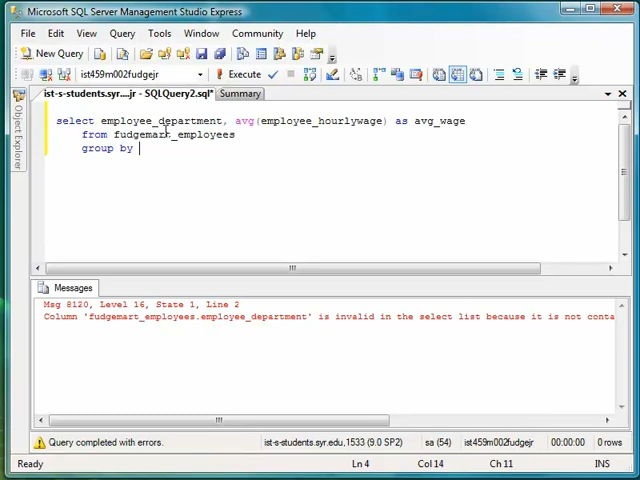 Microsoft SQL Server Management Studio Express
File Edit View Query Tools Window Community Help
New Query
ist459m002fudgejr Execute
ist-s-students.syr....jr - SQLQuery2.sql* Summary
Object Explorer
select employee_department, avg(employee_hourlywage) as avg_wage
from fudgemart_employees
group by
Messages
Msg 8120, Level 16, State 1, Line 2
Column 'fudgemart_employees.employee_department' is invalid in the select list because it is not conta
Query completed with errors. ist-s-students.syr.edu,1533 (9.0 SP2) sa (54) ist459m002fudgejr 00:00:00 0 rows
Ready Ln 4 Col 14 Ch 11 INS